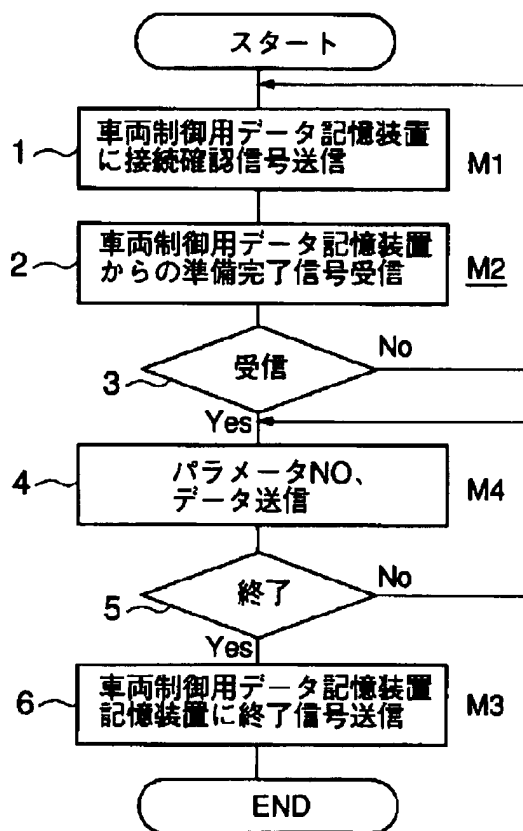 スタート
1
車両制御用データ記憶装置
に接続確認信号送信
M1
2
車両制御用データ記憶装置
からの準備完了信号受信
M2
3
受信
No
Yes
4
パラメータNO、
データ送信
M4
5
終了
No
Yes
6
車両制御用データ記憶装置
記憶装置に終了信号送信
M3
END